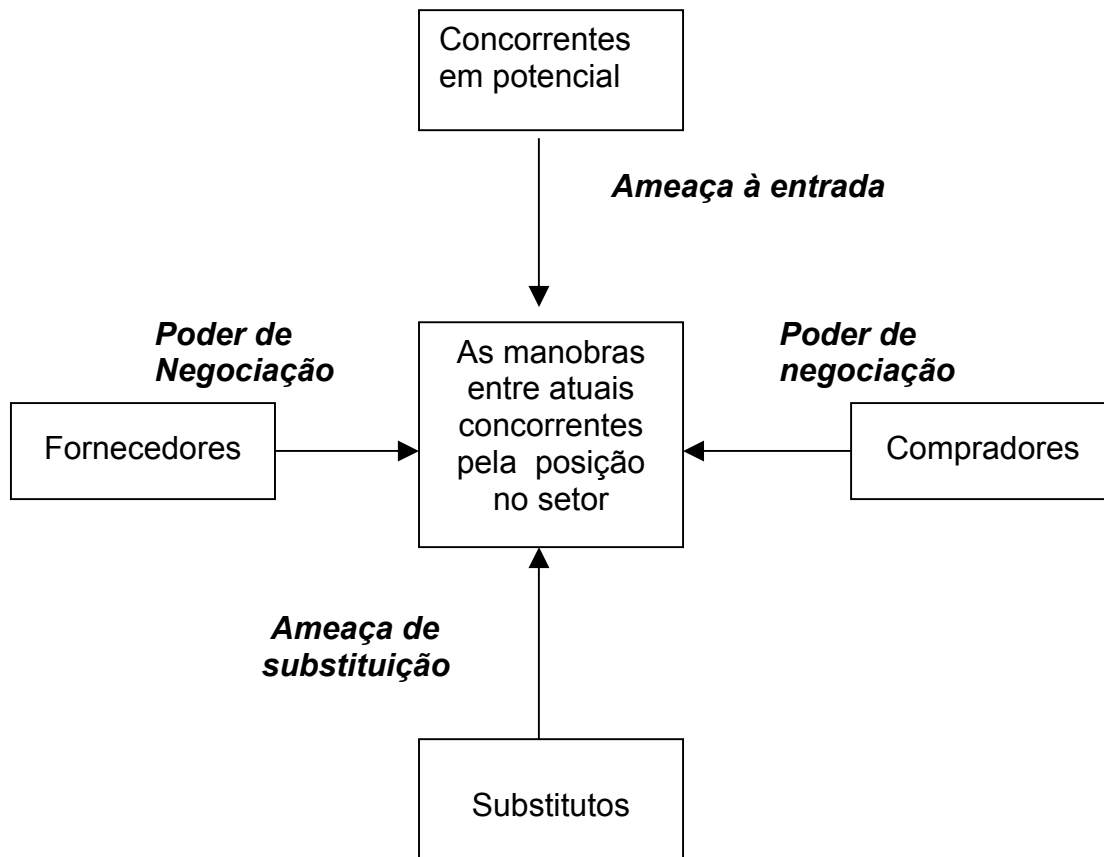 Concorrentes
em potencial
Ameaça à entrada
Poder de
Negociação
As manobras
entre atuais
concorrentes
pela posição
no setor
Poder de
negociação
Fornecedores
Compradores
Ameaça de
substituição
Substitutos